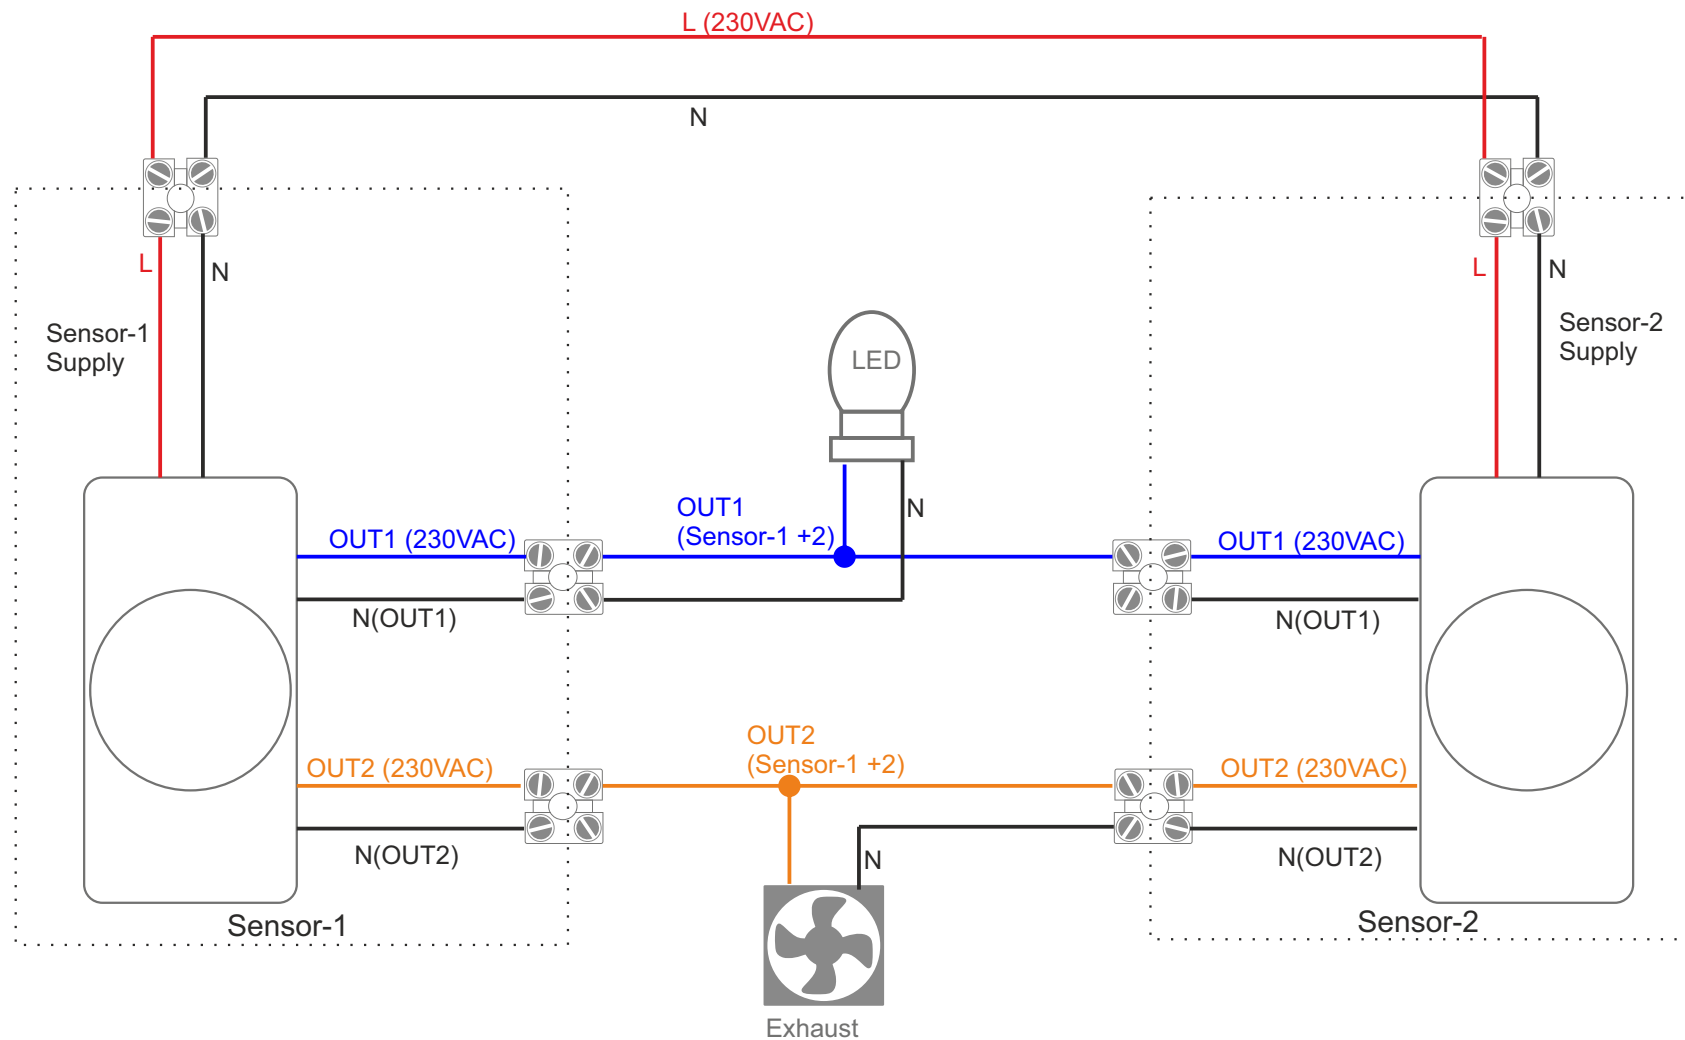 L (230VAC)
N
L
N
L
N
Sensor-1
Supply
Sensor-2
Supply
LED
OUT1
(Sensor-1 +2)
N
OUT1 (230VAC)
OUT1 (230VAC)
N(OUT1)
N(OUT1)
OUT2
(Sensor-1 +2)
OUT2 (230VAC)
OUT2 (230VAC)
N(OUT2)
N
N(OUT2)
Sensor-1
Sensor-2
Exhaust